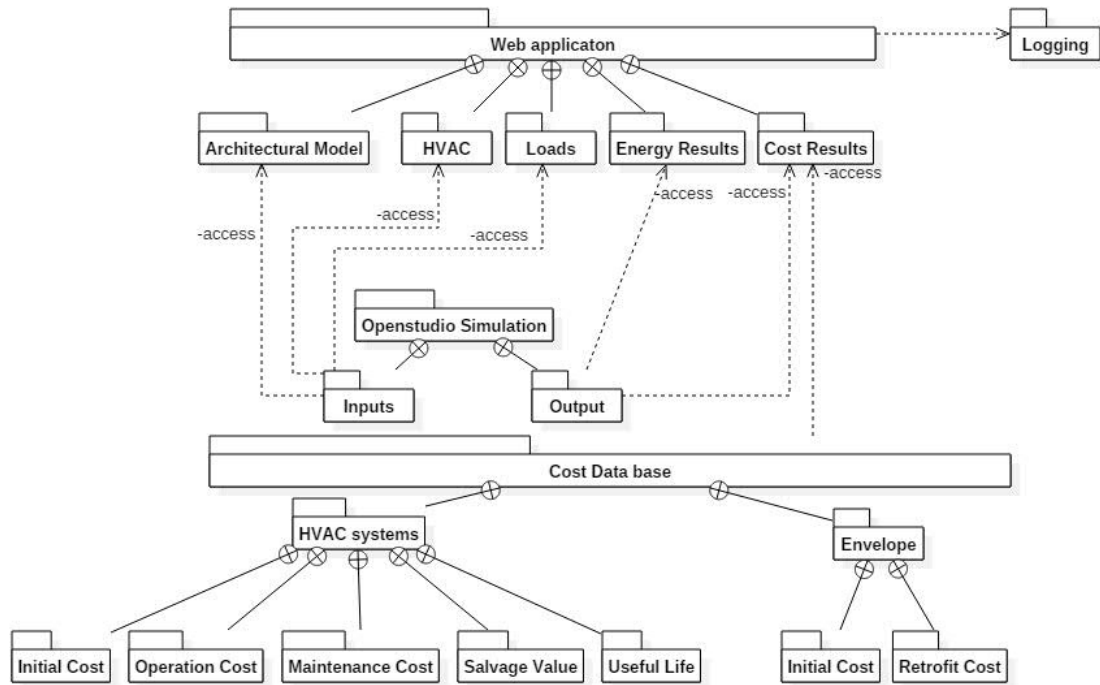 Web applicaton
Logging
Architectural Model
HVAC
Loads
Energy Results
Cost Results
-access
-access
-access
-access
-access
-access
Openstudio Simulation
Inputs
Output
Cost Data base
HVAC systems
Envelope
Initial Cost
Operation Cost
Maintenance Cost
Salvage Value
Useful Life
Initial Cost
Retrofit Cost